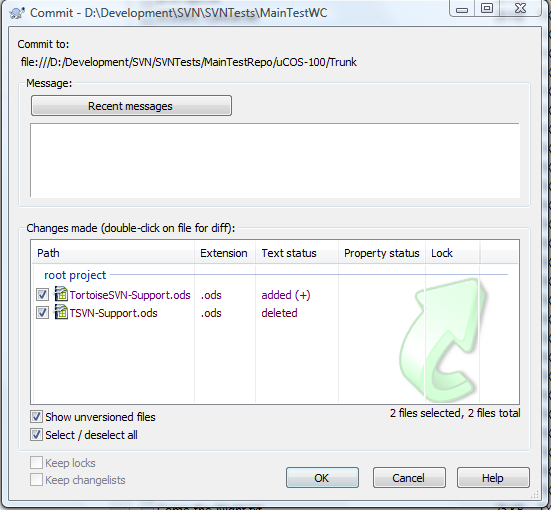 Commit - D:\Development\SVN\SVNTests\MainTestWC
Commit to:
file:///D:/Development/SVN/SVNTests/MainTestRepo/uCOS-100/Trunk
Message:
Recent messages
Changes made (double-click on file for diff):
Path Extension Text status Property status Lock
root project
TortoiseSVN-Support.ods .ods added (+)
TSVN-Support.ods .ods deleted
2 files selected, 2 files total
Show unversioned files
Select / deselect all
Keep locks
Keep changelists
OK Cancel Help